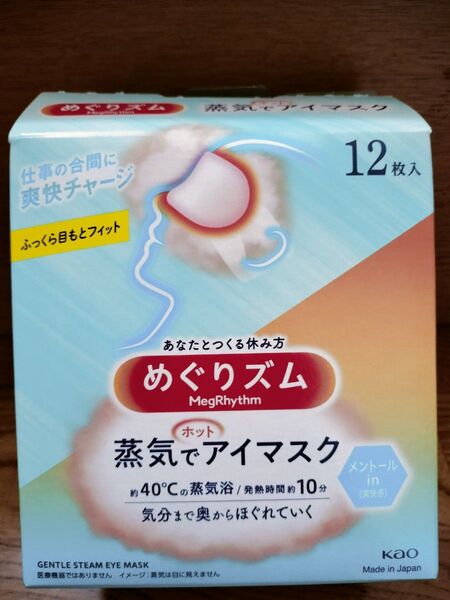 めぐりズム
MegRhythm
ホット
蒸気でアイマスク
仕事の合間に
爽快チャージ
12枚入
ふっくら目もとフィット
あなたとつくる休み方
めぐりズム
MegRhythm
ホット
蒸気でアイマスク
約40℃の蒸気浴/発熱時間約10分
気分まで奥からほぐれていく
メントール
in
(爽快感)
GENTLE STEAM EYE MASK
医療機器ではありません イメージ:蒸気は目に見えません
Kao
Made in Japan